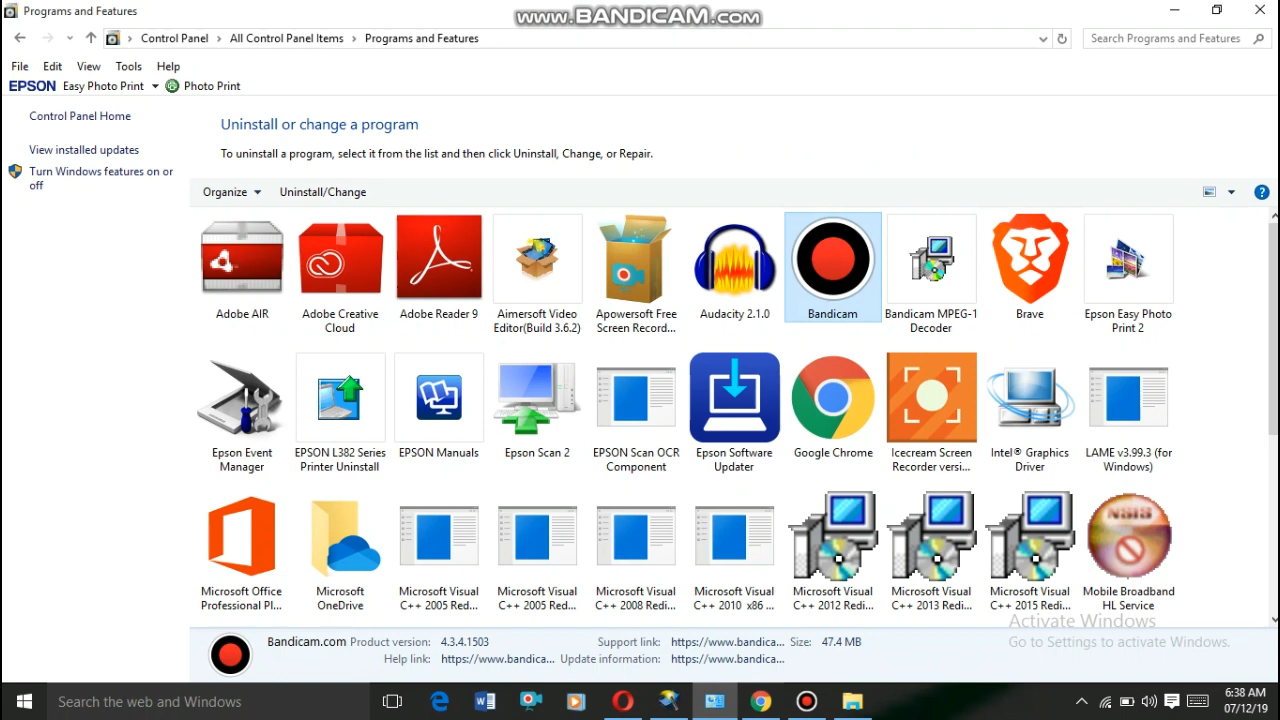 Programs and Features
www.BANDICAM.com
Control Panel > All Control Panel Items > Programs and Features
Search Programs and Features
File Edit View Tools Help
EPSON Easy Photo Print Photo Print
Control Panel Home
View installed updates
Turn Windows features on or
off
Uninstall or change a program
To uninstall a program, select it from the list and then click Uninstall, Change, or Repair.
Organize Uninstall/Change
Adobe AIR
Adobe Creative
Cloud
Adobe Reader 9
Aimersoft Video
Editor(Build 3.6.2)
Apowersoft Free
Screen Record...
Audacity 2.1.0
Bandicam
Bandicam MPEG-1
Decoder
Brave
Epson Easy Photo
Print 2
Epson Event
Manager
EPSON L382 Series
Printer Uninstall
EPSON Manuals
Epson Scan 2
EPSON Scan OCR
Component
Epson Software
Updater
Google Chrome
Icecream Screen
Recorder versi...
Intel® Graphics
Driver
LAME v3.99.3 (for
Windows)
Microsoft Office
Professional Pl...
Microsoft
OneDrive
Microsoft Visual
C++ 2005 Redi...
Microsoft Visual
C++ 2005 Redi...
Microsoft Visual
C++ 2008 Redi...
Microsoft Visual
C++ 2010 x86 ...
Microsoft Visual
C++ 2012 Redi...
Microsoft Visual
C++ 2013 Redi...
Microsoft Visual
C++ 2015 Redi...
NSIS
Mobile Broadband
HL Service
Activate Windows
Go to Settings to activate Windows.
Bandicam.com Product version: 4.3.4.1503 Support link: https://www.bandica... Size: 47.4 MB
Help link: https://www.bandica... Update information: https://www.bandica...
Search the web and Windows
6:38 AM
07/12/19